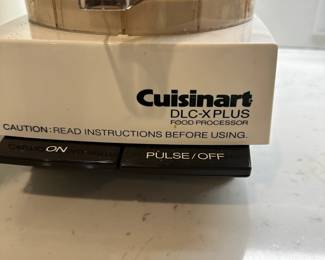 Cuisinart
DLC-X PLUS
FOOD PROCESSOR
CAUTION: READ INSTRUCTIONS BEFORE USING.
ON
PULSE/OFF